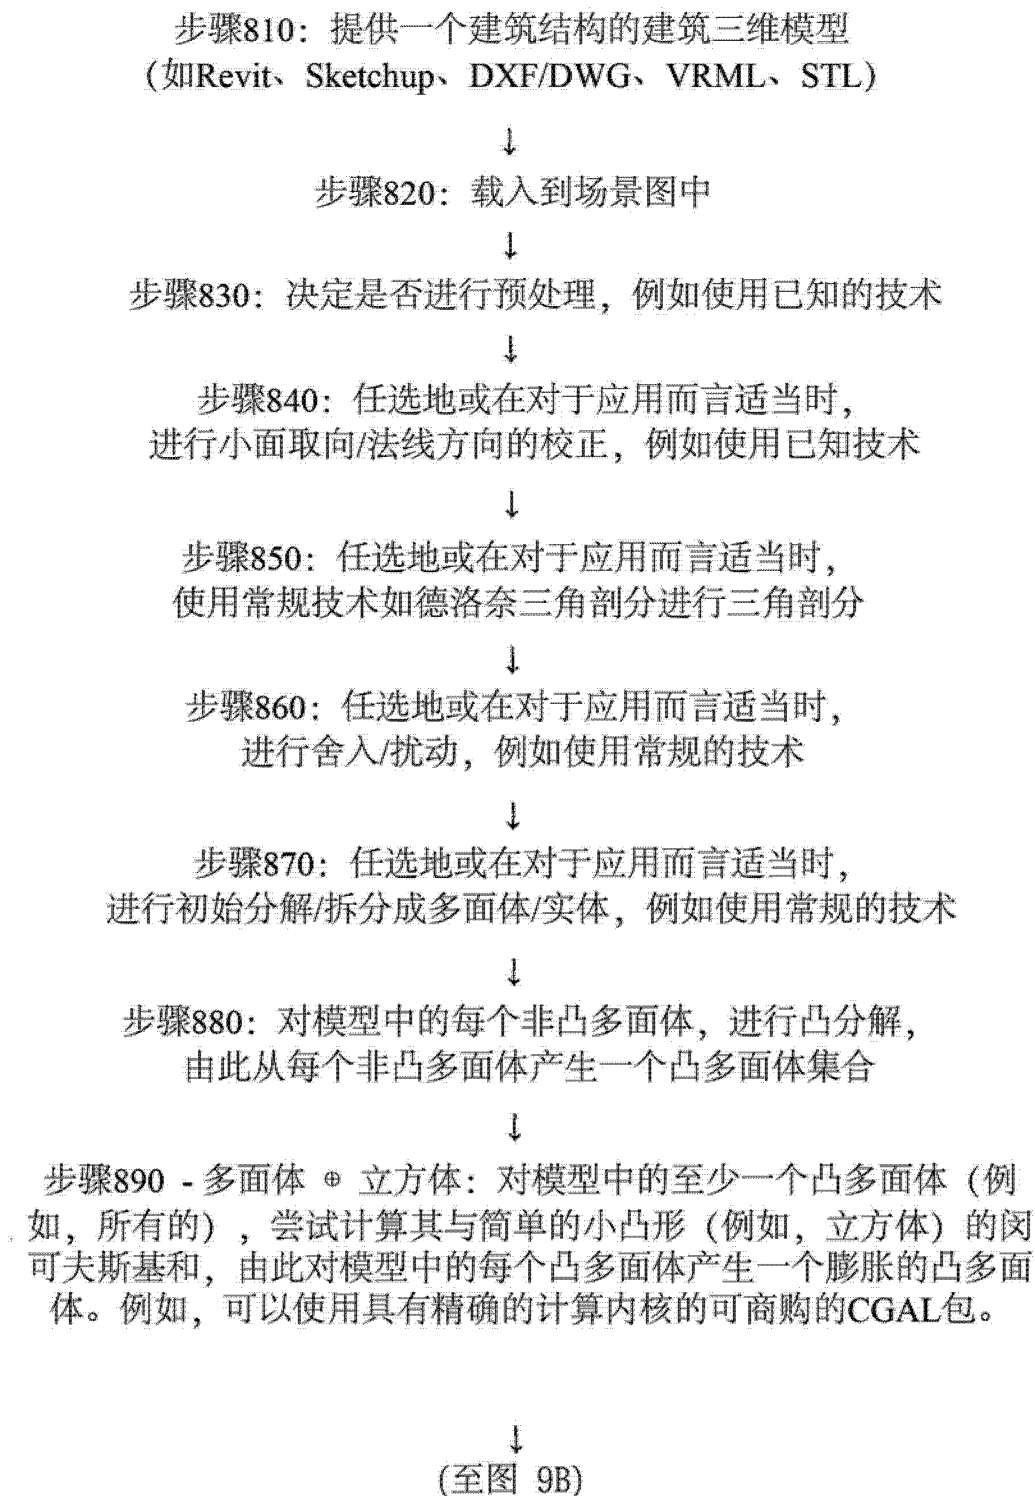 步骤810：提供一个建筑结构的建筑三维模型
（如Revit、Sketchup、DXF/DWG、VRML、STL）
↓
步骤820：载入到场景图中
↓
步骤830：决定是否进行预处理，例如使用已知的技术
↓
步骤840：任选地或在对于应用而言适当时，
进行小面取向/法线方向的校正，例如使用已知技术
↓
步骤850：任选地或在对于应用而言适当时，
使用常规技术如德洛奈三角剖分进行三角剖分
↓
步骤860：任选地或在对于应用而言适当时，
进行舍入/扰动，例如使用常规的技术
↓
步骤870：任选地或在对于应用而言适当时，
进行初始分解/拆分成多面体/实体，例如使用常规的技术
↓
步骤880：对模型中的每个非凸多面体，进行凸分解，
由此从每个非凸多面体产生一个凸多面体集合
↓
步骤890 - 多面体 ⊕ 立方体：对模型中的至少一个凸多面体（例
如，所有的），尝试计算其与简单的小凸形（例如，立方体）的闵
可夫斯基和，由此对模型中的每个凸多面体产生一个膨胀的凸多面
体。例如，可以使用具有精确的计算内核的可商购的CGAL包。
↓
(至图 9B)